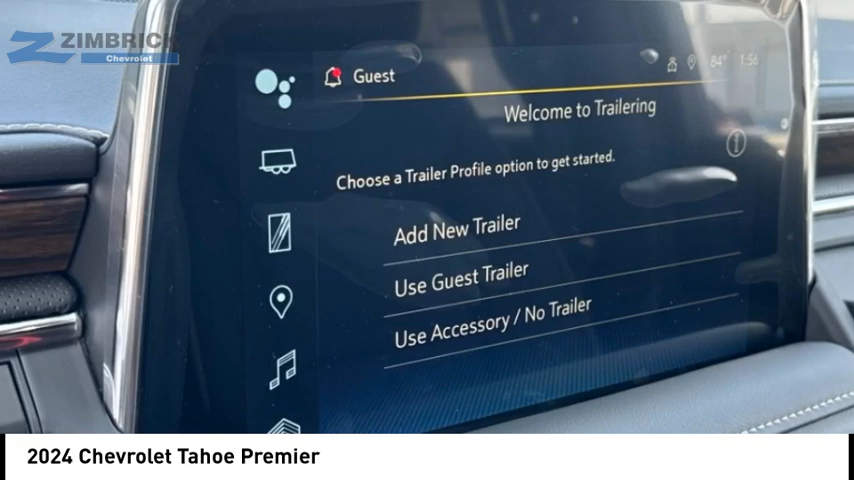 ZIMBRICK
Chevrolet
Guest
84° 1:56
Welcome to Trailering
Choose a Trailer Profile option to get started.
Add New Trailer
Use Guest Trailer
Use Accessory / No Trailer
2024 Chevrolet Tahoe Premier